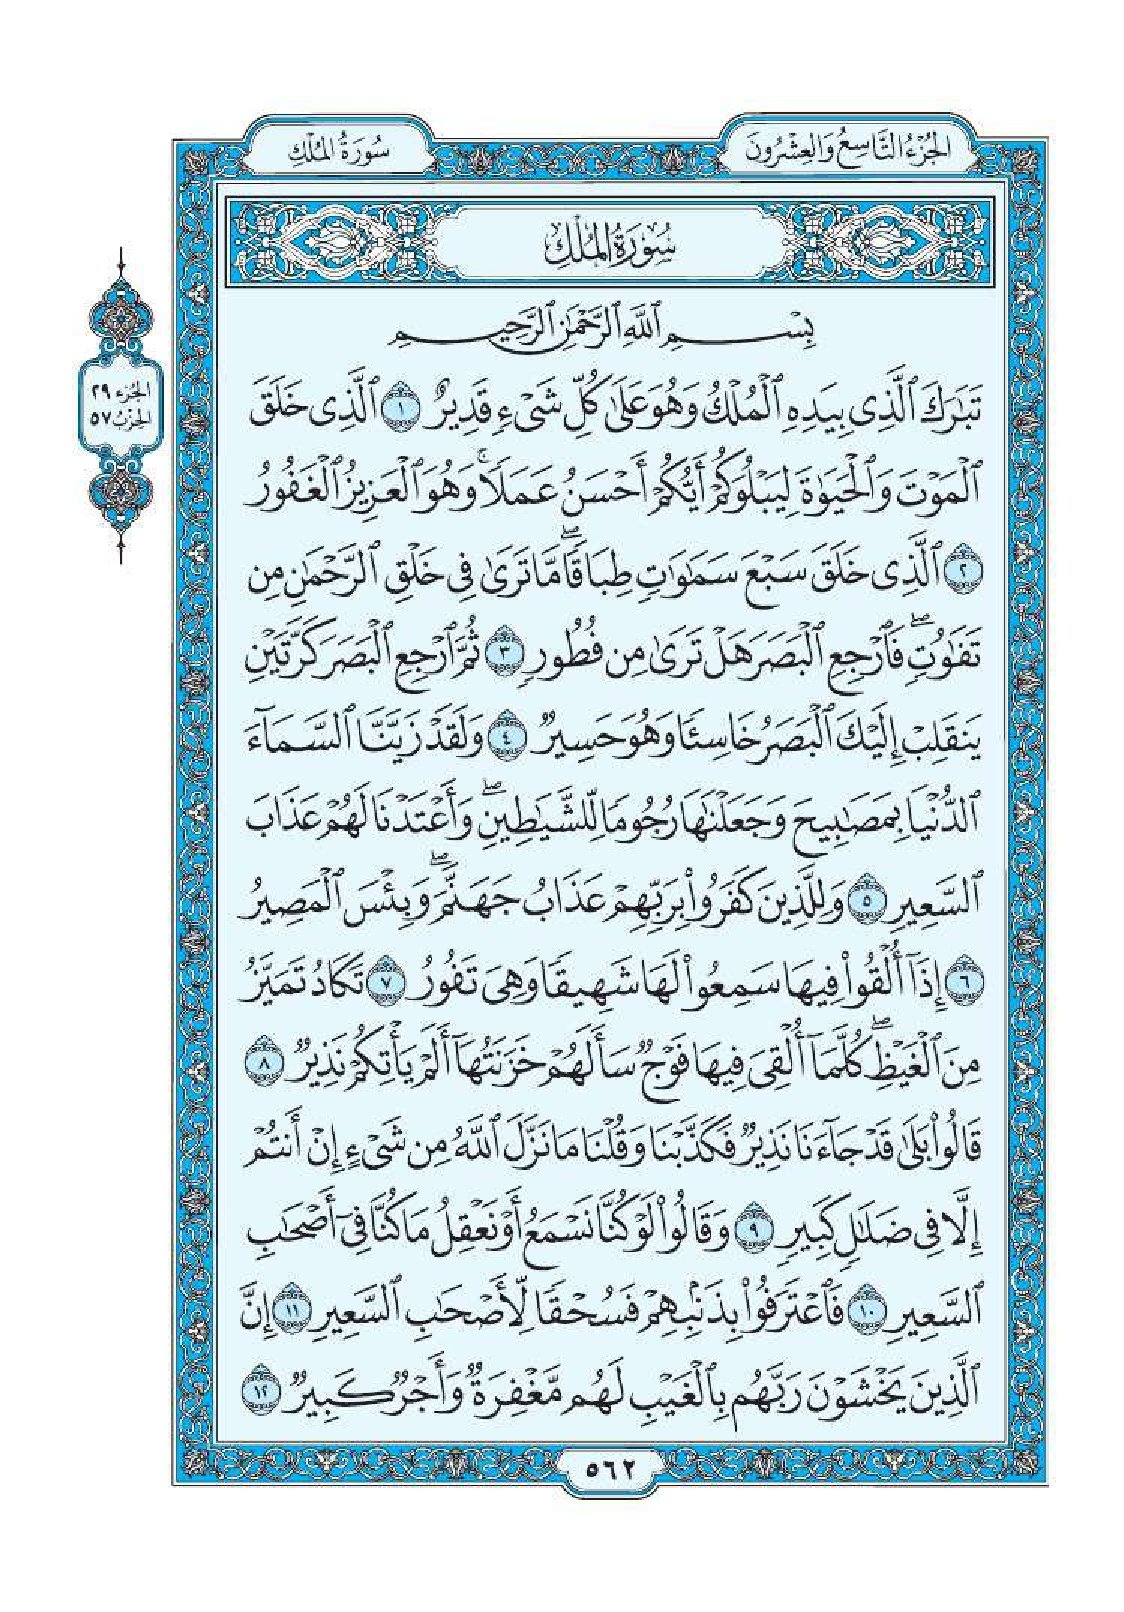 الجُزْءُ التَّاسِعُ وَالعِشْرُونَ
سُورَةُ المُلْكِ
سُورَةُ المُلْكِ
بِسْمِ ٱللَّهِ ٱلرَّحْمَٰنِ ٱلرَّحِيمِ
تَبَٰرَكَ ٱلَّذِى بِيَدِهِ ٱلْمُلْكُ وَهُوَ عَلَىٰ كُلِّ شَىْءٍ قَدِيرٌ ١ ٱلَّذِى خَلَقَ
ٱلْمَوْتَ وَٱلْحَيَوٰةَ لِيَبْلُوَكُمْ أَيُّكُمْ أَحْسَنُ عَمَلًا ۚ وَهُوَ ٱلْعَزِيزُ ٱلْغَفُورُ
٢ ٱلَّذِى خَلَقَ سَبْعَ سَمَٰوَٰتٍ طِبَاقًا ۖ مَّا تَرَىٰ فِى خَلْقِ ٱلرَّحْمَٰنِ مِن
تَفَٰوُتٍ ۖ فَٱرْجِعِ ٱلْبَصَرَ هَلْ تَرَىٰ مِن فُطُورٍ ٣ ثُمَّ ٱرْجِعِ ٱلْبَصَرَ كَرَّتَيْنِ
يَنقَلِبْ إِلَيْكَ ٱلْبَصَرُ خَاسِئًا وَهُوَ حَسِيرٌ ٤ وَلَقَدْ زَيَّنَّا ٱلسَّمَآءَ
ٱلدُّنْيَا بِمَصَٰبِيحَ وَجَعَلْنَٰهَا رُجُومًا لِّلشَّيَٰطِينِ ۖ وَأَعْتَدْنَا لَهُمْ عَذَابَ
ٱلسَّعِيرِ ٥ وَلِلَّذِينَ كَفَرُوا۟ بِرَبِّهِمْ عَذَابُ جَهَنَّمَ ۖ وَبِئْسَ ٱلْمَصِيرُ
٦ إِذَآ أُلْقُوا۟ فِيهَا سَمِعُوا۟ لَهَا شَهِيقًا وَهِىَ تَفُورُ ٧ تَكَادُ تَمَيَّزُ
مِنَ ٱلْغَيْظِ ۖ كُلَّمَآ أُلْقِىَ فِيهَا فَوْجٌ سَأَلَهُمْ خَزَنَتُهَآ أَلَمْ يَأْتِكُمْ نَذِيرٌ ٨
قَالُوا۟ بَلَىٰ قَدْ جَآءَنَا نَذِيرٌ فَكَذَّبْنَا وَقُلْنَا مَا نَزَّلَ ٱللَّهُ مِن شَىْءٍ إِنْ أَنتُمْ
إِلَّا فِى ضَلَٰلٍ كَبِيرٍ ٩ وَقَالُوا۟ لَوْ كُنَّا نَسْمَعُ أَوْ نَعْقِلُ مَا كُنَّا فِىٓ أَصْحَٰبِ
ٱلسَّعِيرِ ١٠ فَٱعْتَرَفُوا۟ بِذَنۢبِهِمْ فَسُحْقًا لِّأَصْحَٰبِ ٱلسَّعِيرِ ١١ إِنَّ
ٱلَّذِينَ يَخْشَوْنَ رَبَّهُم بِٱلْغَيْبِ لَهُم مَّغْفِرَةٌ وَأَجْرٌ كَبِيرٌ ١٢
الجُزء ٢٩
الحِزبُ ٥٧
٥٦٢